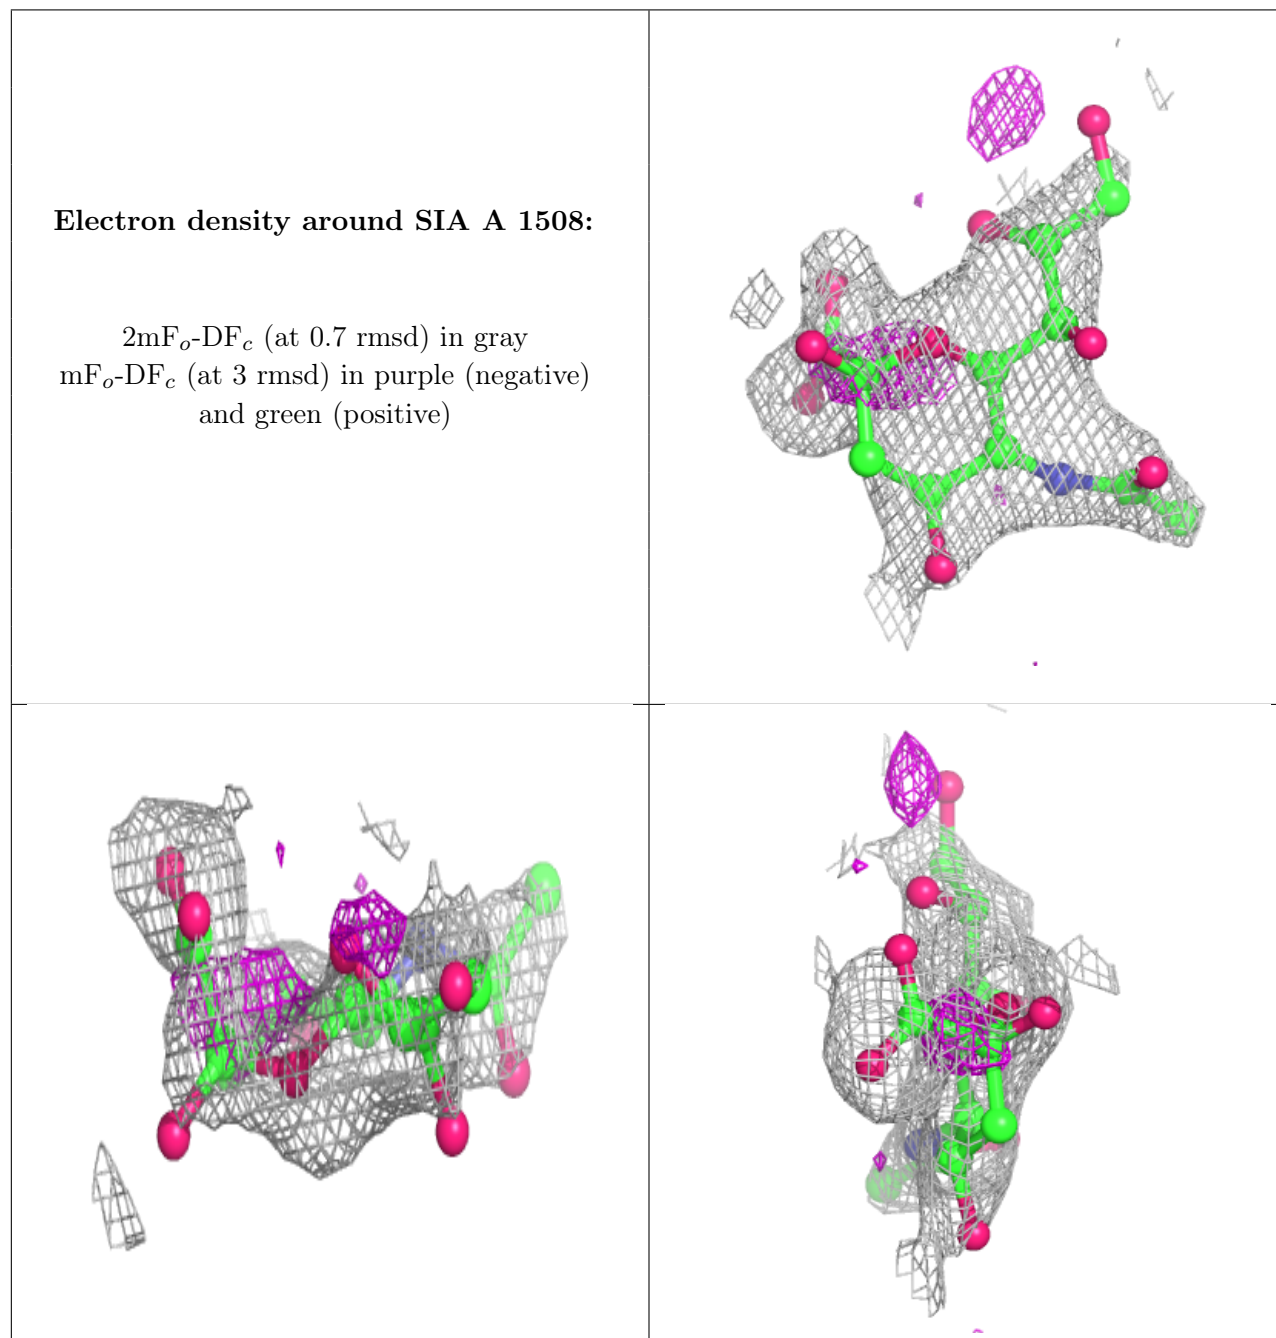 Electron density around SIA A 1508:
2mFo-DFc (at 0.7 rmsd) in gray
mFo-DFc (at 3 rmsd) in purple (negative)
and green (positive)